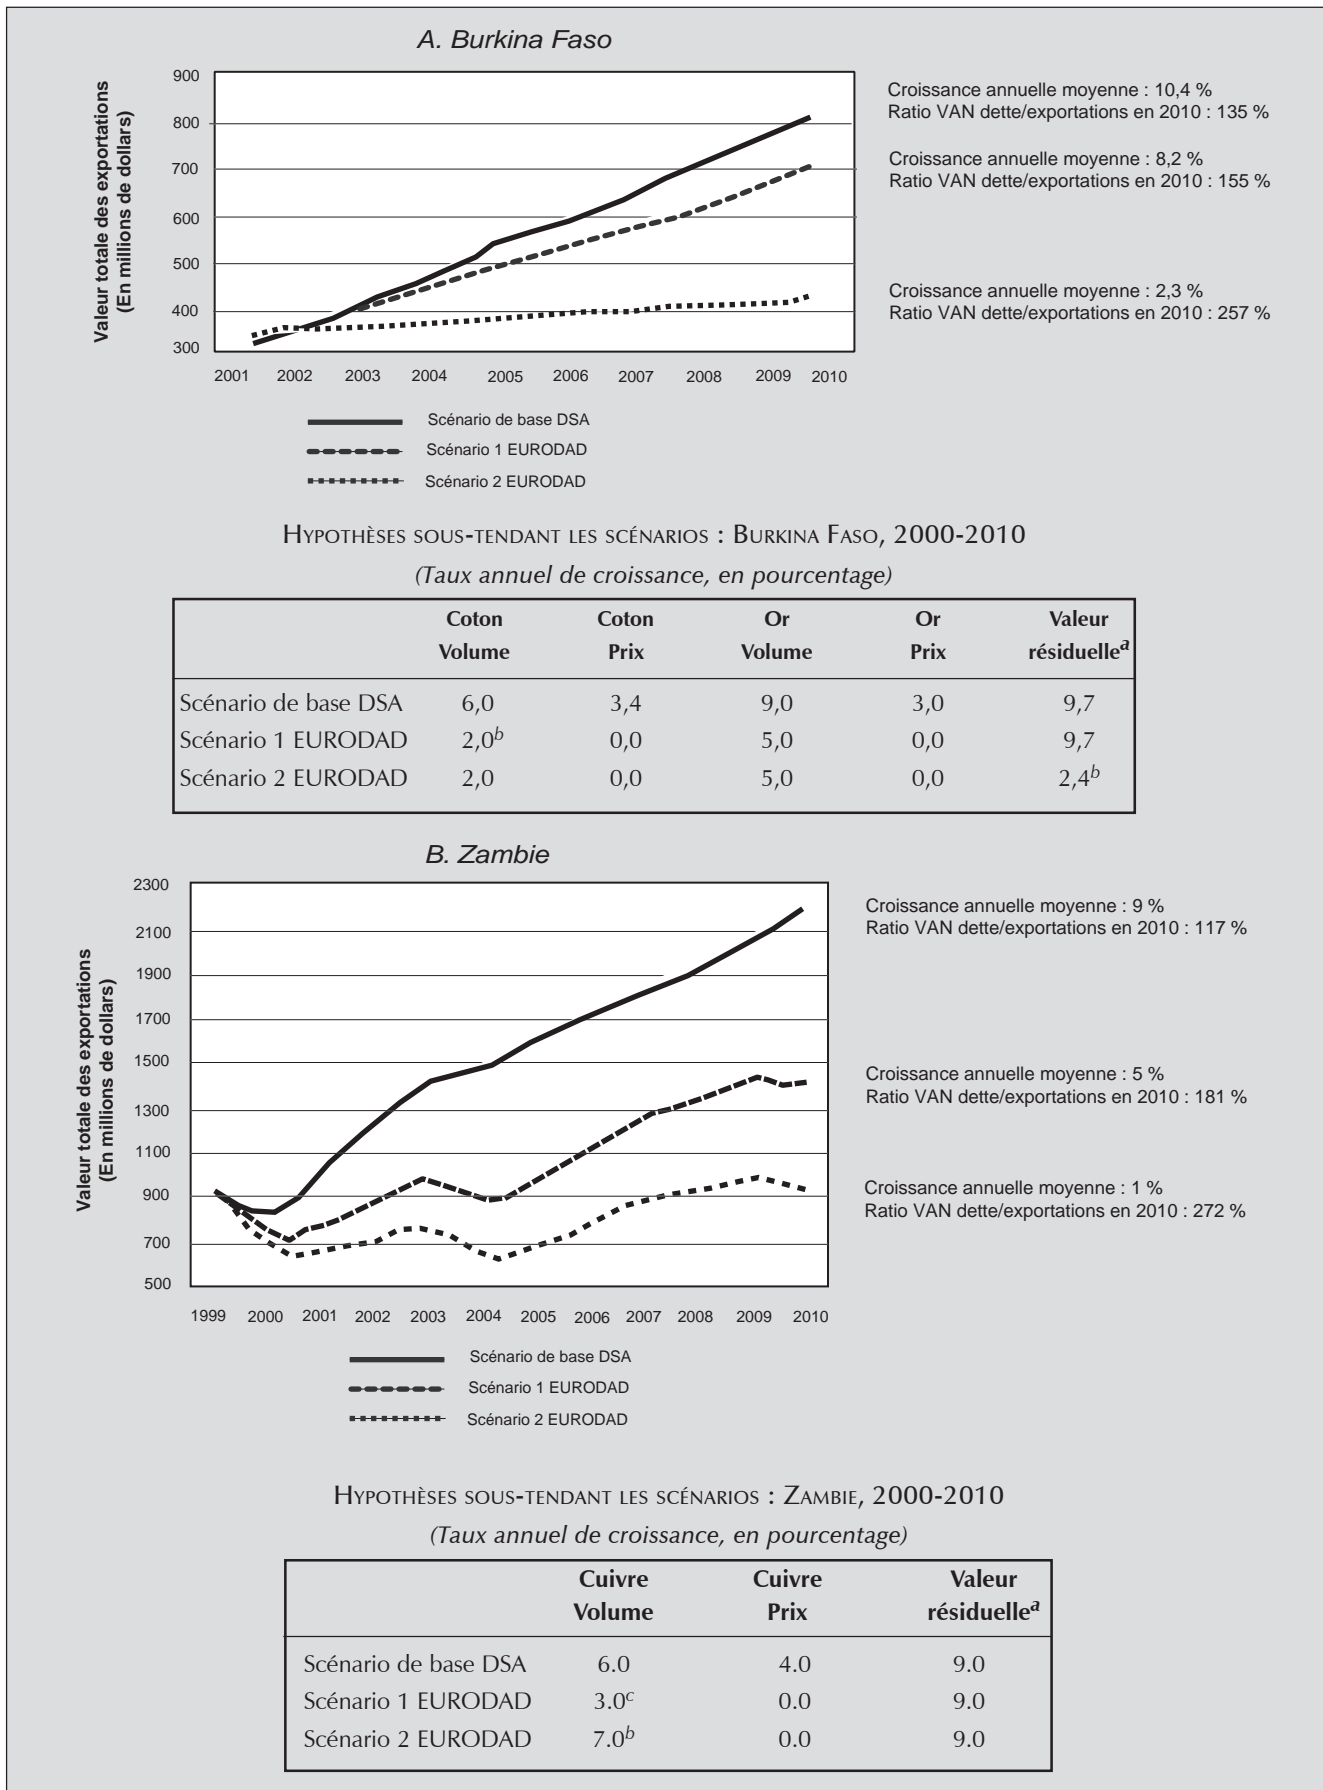 A. Burkina Faso
Valeur totale des exportations
(En millions de dollars)
900
800
700
600
500
400
300
2001 2002 2003 2004 2005 2006 2007 2008 2009 2010
Croissance annuelle moyenne : 10,4 %
Ratio VAN dette/exportations en 2010 : 135 %
Croissance annuelle moyenne : 8,2 %
Ratio VAN dette/exportations en 2010 : 155 %
Croissance annuelle moyenne : 2,3 %
Ratio VAN dette/exportations en 2010 : 257 %
Scénario de base DSA
Scénario 1 EURODAD
Scénario 2 EURODAD
HYPOTHÈSES SOUS-TENDANT LES SCÉNARIOS : BURKINA FASO, 2000-2010
(Taux annuel de croissance, en pourcentage)
Coton Coton Or Or Valeur
Volume Prix Volume Prix résiduelle^a
Scénario de base DSA 6,0 3,4 9,0 3,0 9,7
Scénario 1 EURODAD 2,0^b 0,0 5,0 0,0 9,7
Scénario 2 EURODAD 2,0 0,0 5,0 0,0 2,4^b
B. Zambie
Valeur totale des exportations
(En millions de dollars)
2300
2100
1900
1700
1500
1300
1100
900
700
500
1999 2000 2001 2002 2003 2004 2005 2006 2007 2008 2009 2010
Croissance annuelle moyenne : 9 %
Ratio VAN dette/exportations en 2010 : 117 %
Croissance annuelle moyenne : 5 %
Ratio VAN dette/exportations en 2010 : 181 %
Croissance annuelle moyenne : 1 %
Ratio VAN dette/exportations en 2010 : 272 %
Scénario de base DSA
Scénario 1 EURODAD
Scénario 2 EURODAD
HYPOTHÈSES SOUS-TENDANT LES SCÉNARIOS : ZAMBIE, 2000-2010
(Taux annuel de croissance, en pourcentage)
Cuivre Cuivre Valeur
Volume Prix résiduelle^a
Scénario de base DSA 6.0 4.0 9.0
Scénario 1 EURODAD 3.0^c 0.0 9.0
Scénario 2 EURODAD 7.0^b 0.0 9.0